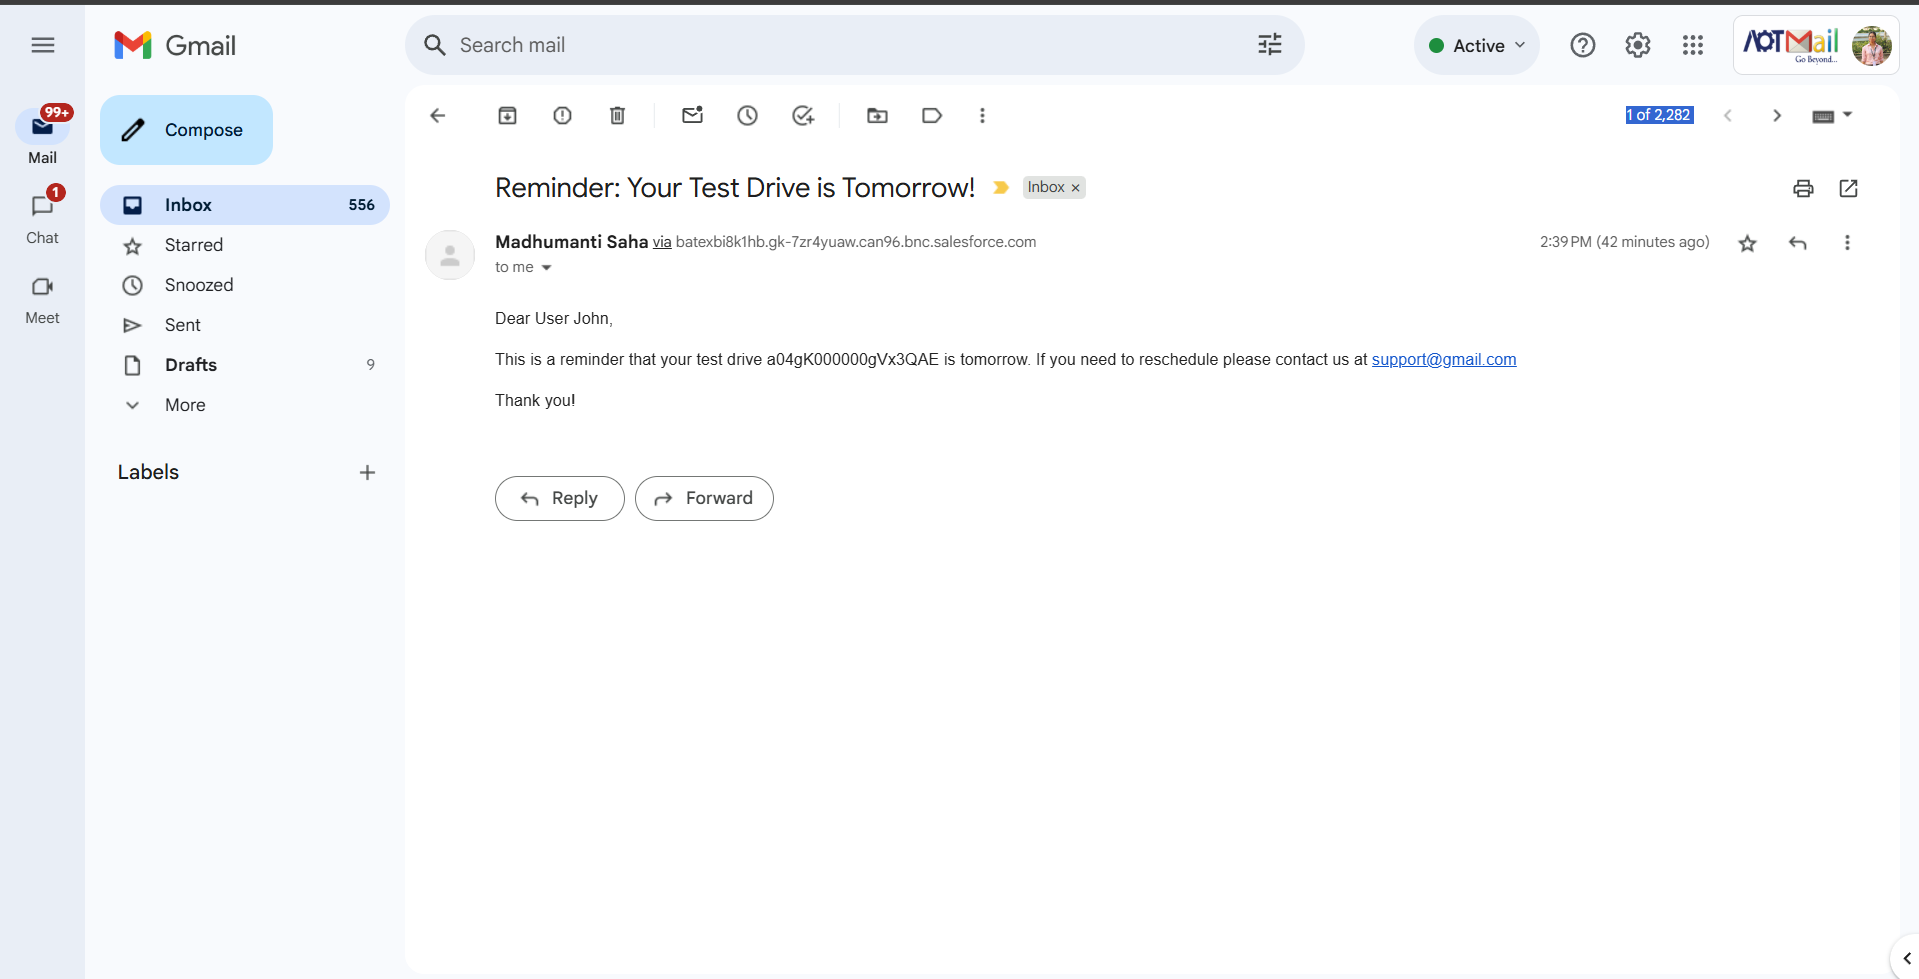 Gmail
Search mail
Active
AOTMail
Go Beyond...
99+
Mail
1
Chat
Meet
Compose
Inbox 556
Starred
Snoozed
Sent
Drafts 9
More
Labels
1 of 2,282
Reminder: Your Test Drive is Tomorrow!
Inbox ×
Madhumanti Saha via batexbi8k1hb.gk-7zr4yuaw.can96.bnc.salesforce.com
2:39 PM (42 minutes ago)
to me
Dear User John,
This is a reminder that your test drive a04gK000000gVx3QAE is tomorrow. If you need to reschedule please contact us at support@gmail.com
Thank you!
Reply
Forward